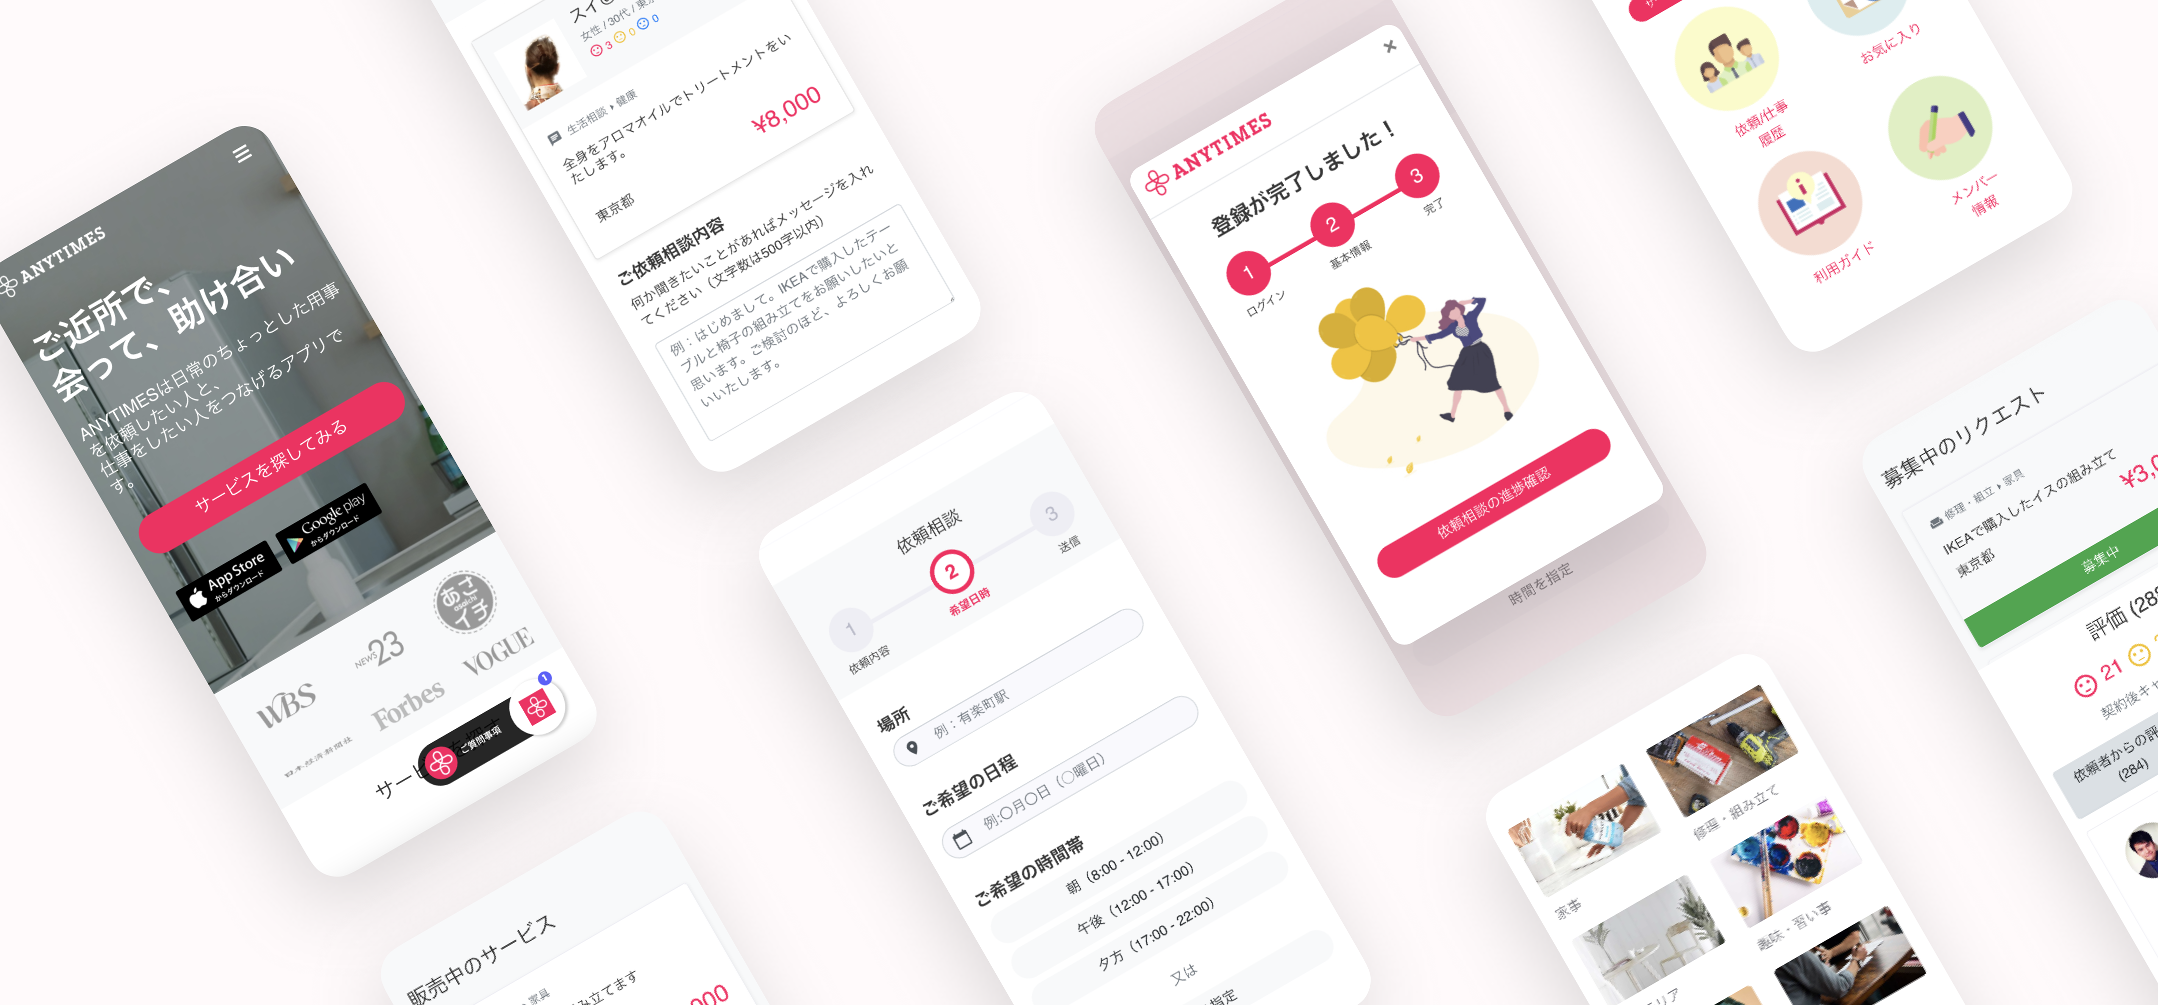 ANYTIMES
ご近所で、
会って、助け合い
ANYTIMESは日常のちょっとした用事
を依頼したい人と、
仕事をしたい人をつなげるアプリで
す。
サービスを探してみる
App Store
からダウンロード
Google play
からダウンロード
WBS
NEWS23
あさイチ
asaichi
日本経済新聞社
Forbes
VOGUE
サービ
ご質問事項
1
女性 / 30代 / 東京
3 0 0
生活相談 健康
全身をアロマオイルでトリートメントをい
たします。
¥8,000
東京都
ご依頼相談内容
何か聞きたいことがあればメッセージを入れ
てください（文字数は500字以内）
例：はじめまして。IKEAで購入したテー
ブルと椅子の組み立てをお願いしたいと
思います。ご検討のほど、よろしくお願
いいたします。
販売中のサービス
家具
み立てます
000
依頼相談
1
2
3
依頼内容
希望日時
送信
場所
例：有楽町駅
ご希望の日程
例:〇月〇日（〇曜日）
ご希望の時間帯
朝（8:00 - 12:00）
午後（12:00 - 17:00）
夕方（17:00 - 22:00）
又は
指定
ANYTIMES
登録が完了しました！
1
2
3
ログイン
基本情報
完了
依頼相談の進捗確認
時間を指定
依頼/仕事
履歴
お気に入り
利用ガイド
メンバー
情報
家事
修理・組み立て
趣味・習い事
リア
募集中のリクエスト
修理・組立 家具
IKEAで購入したイスの組み立て
¥3,0
東京都
募集中
評価 (288
21
契約後キャ
依頼者からの評
(284)